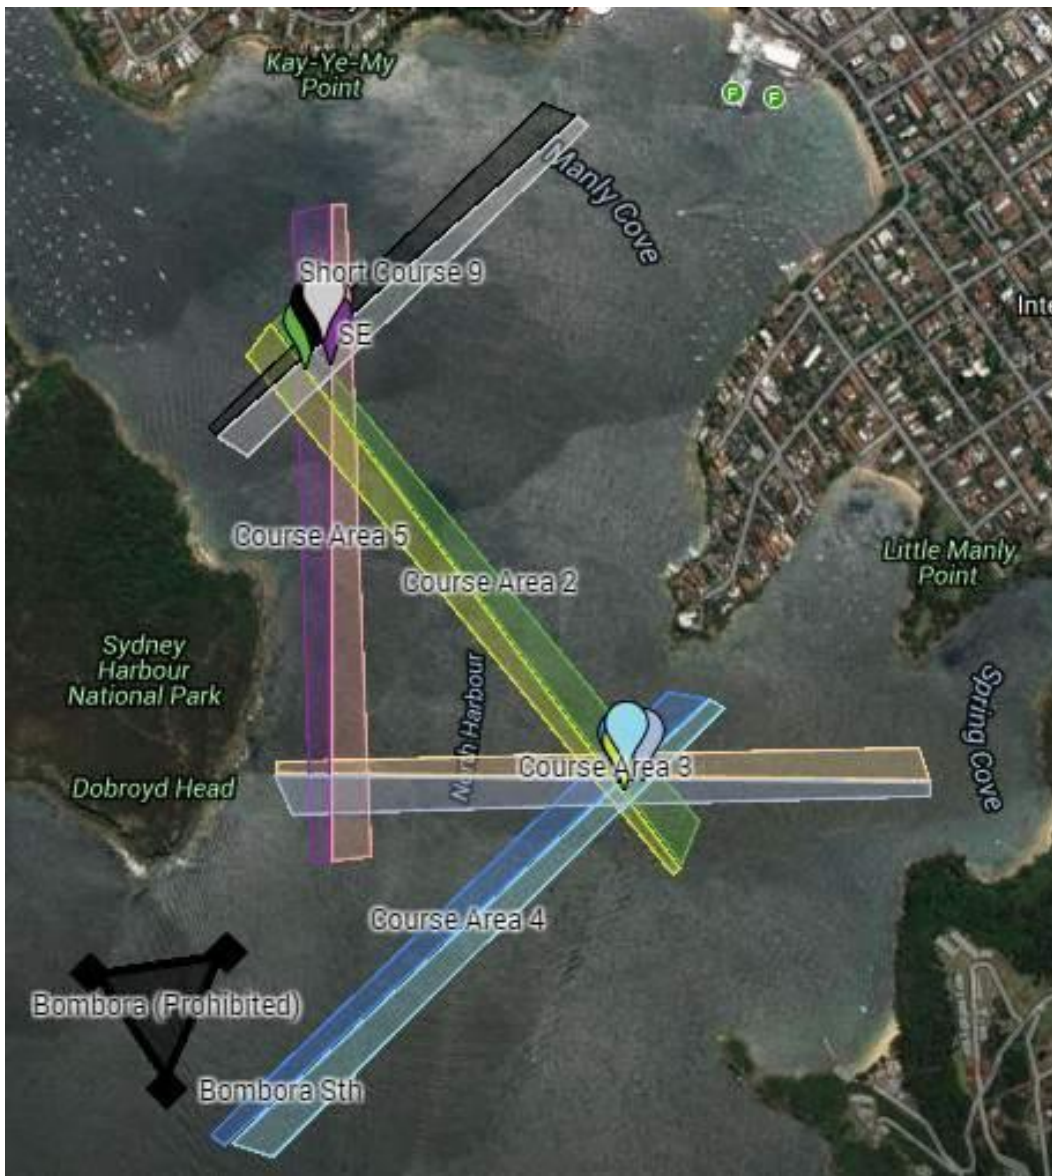 Kay-Ye-My
Point
F
F
Manly Cove
Short Course 9
SE
Inte
Course Area 5
Course Area 2
Little Manly
Point
Sydney
Harbour
National Park
North Harbour
Spring Cove
Course Area 3
Dobroyd Head
Course Area 4
Bombora (Prohibited)
Bombora Sth